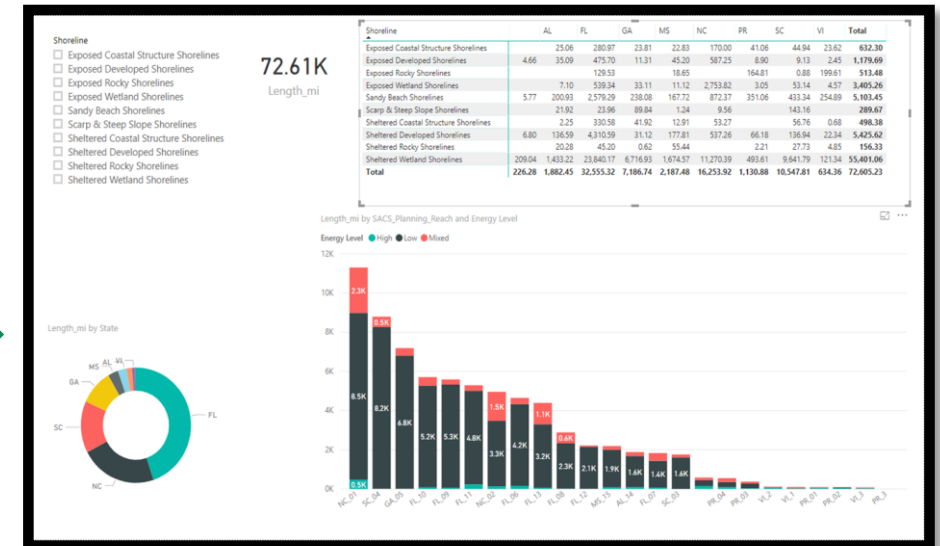 Shoreline
Exposed Coastal Structure Shorelines
Exposed Developed Shorelines
Exposed Rocky Shorelines
Exposed Wetland Shorelines
Sandy Beach Shorelines
Scarp & Steep Slope Shorelines
Sheltered Coastal Structure Shorelines
Sheltered Developed Shorelines
Sheltered Rocky Shorelines
Sheltered Wetland Shorelines
72.61K
Length_mi
Shoreline AL FL GA MS NC PR SC VI Total
Exposed Coastal Structure Shorelines 25.06 280.97 23.81 22.83 170.00 41.06 44.94 23.62 632.30
Exposed Developed Shorelines 4.66 35.09 475.70 11.31 45.20 587.25 8.90 9.13 2.45 1,179.69
Exposed Rocky Shorelines 129.53 18.65 164.81 0.88 199.61 513.48
Exposed Wetland Shorelines 7.10 539.34 33.11 11.12 2,753.82 3.05 53.14 4.57 3,405.26
Sandy Beach Shorelines 5.77 200.93 2,579.29 238.08 167.72 872.37 351.06 433.34 254.89 5,103.45
Scarp & Steep Slope Shorelines 21.92 23.96 89.84 1.24 9.56 143.16 289.67
Sheltered Coastal Structure Shorelines 2.25 330.58 41.92 12.91 53.27 56.76 0.68 498.38
Sheltered Developed Shorelines 6.80 136.59 4,310.59 31.12 177.81 537.26 66.18 136.94 22.34 5,425.62
Sheltered Rocky Shorelines 20.28 45.20 0.62 55.44 2.21 27.73 4.85 156.33
Sheltered Wetland Shorelines 209.04 1,433.22 23,840.17 6,716.93 1,674.57 11,270.39 493.61 9,641.79 121.34 55,401.06
Total 226.28 1,882.45 32,555.32 7,186.74 2,187.48 16,253.92 1,130.88 10,547.81 634.36 72,605.23
Length_mi by SACS_Planning_Reach and Energy Level
Energy Level High Low Mixed
12K
10K
8K
6K
4K
2K
0K
2.3K
8.5K
0.5K
0.5K
8.2K
6.8K
5.2K
5.3K
4.8K
1.5K
3.3K
4.2K
1.1K
3.2K
0.6K
2.3K
2.1K
1.9K
1.6K
1.4K
1.6K
NC_01 SC_04 GA_05 FL_10 FL_09 FL_11 NC_02 FL_06 FL_13 FL_08 FL_12 MS_15 AL_14 FL_07 SC_03 PR_04 PR_03 VI_2 VI_1 PR_01 PR_02 VI_3 PR_3
Length_mi by State
MS
AL
VI
GA
SC
NC
FL